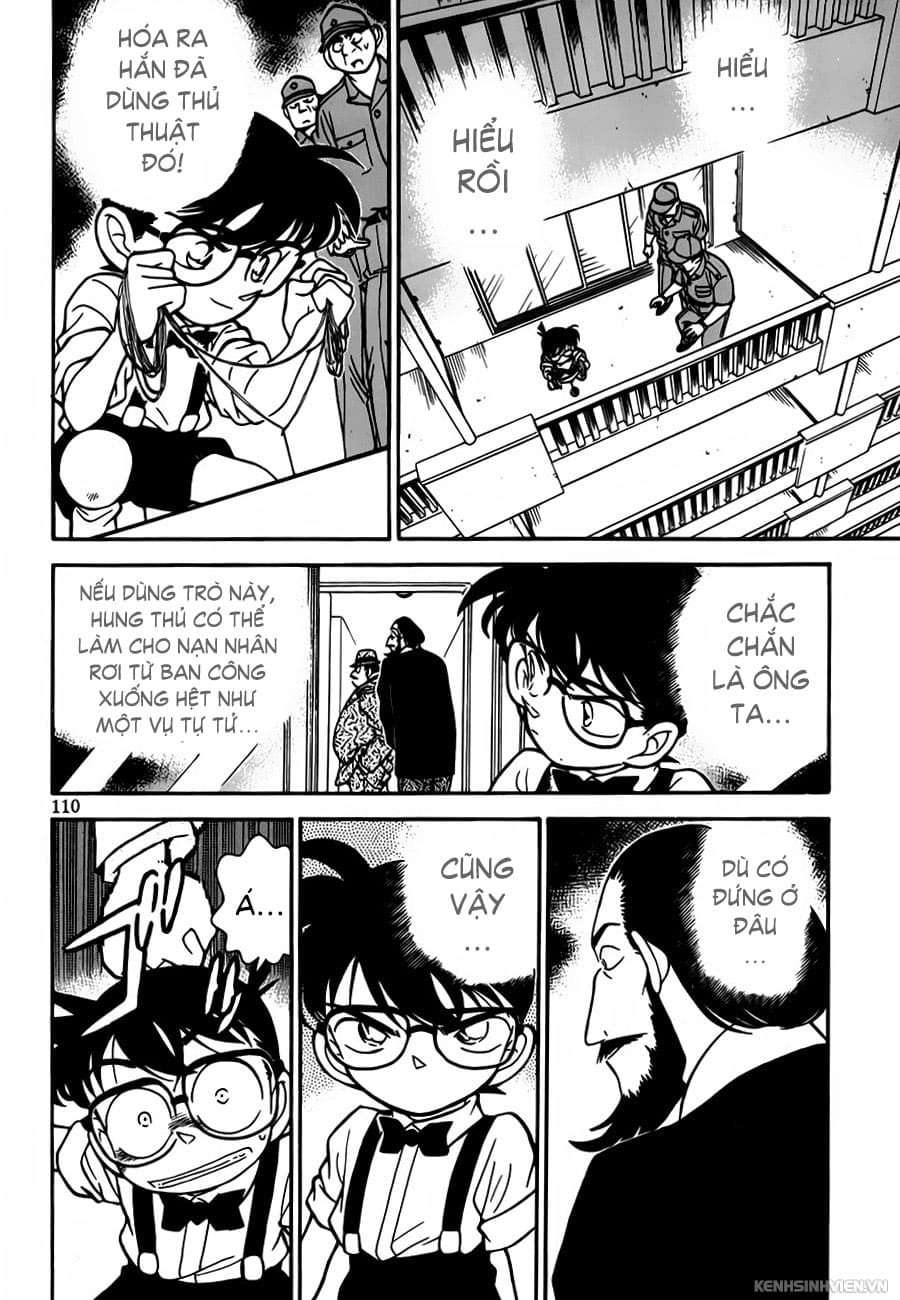 HIỂU
...
HIỂU
RỒI
...
HÓA RA
HẮN ĐÃ
DÙNG THỦ
THUẬT
ĐÓ!
CHẮC
CHẮN
LÀ ÔNG
TA...
NẾU DÙNG TRÒ NÀY,
HUNG THỦ CÓ THỂ
LÀM CHO NẠN NHÂN
RƠI TỪ BAN CÔNG
XUỐNG HỆT NHƯ
MỘT VỤ TỰ TỬ...
110
DÙ CÓ
ĐỨNG Ở
ĐÂU
...
CŨNG
VẬY
...
Á...
KENHSINHVIEN.VN